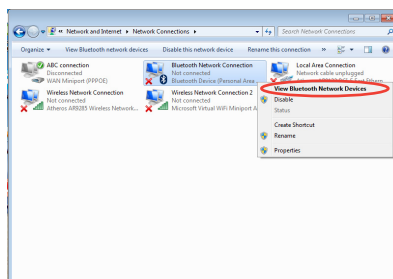 « Network and Internet ▸ Network Connections ▸
Search Network Connections
Organize ▾ View Bluetooth network devices Disable this network device Rename this connection »
ABC connection
Disconnected
WAN Miniport (PPPOE)
Bluetooth Network Connection
Not connected
Bluetooth Device (Personal Area
Local Area Connection
Network cable unplugged
View Bluetooth Network Devices
Disable
Status
Create Shortcut
Rename
Properties
Wireless Network Connection
Not connected
Atheros AR9285 Wireless Network...
Wireless Network Connection 2
Not connected
Microsoft Virtual WiFi Miniport A